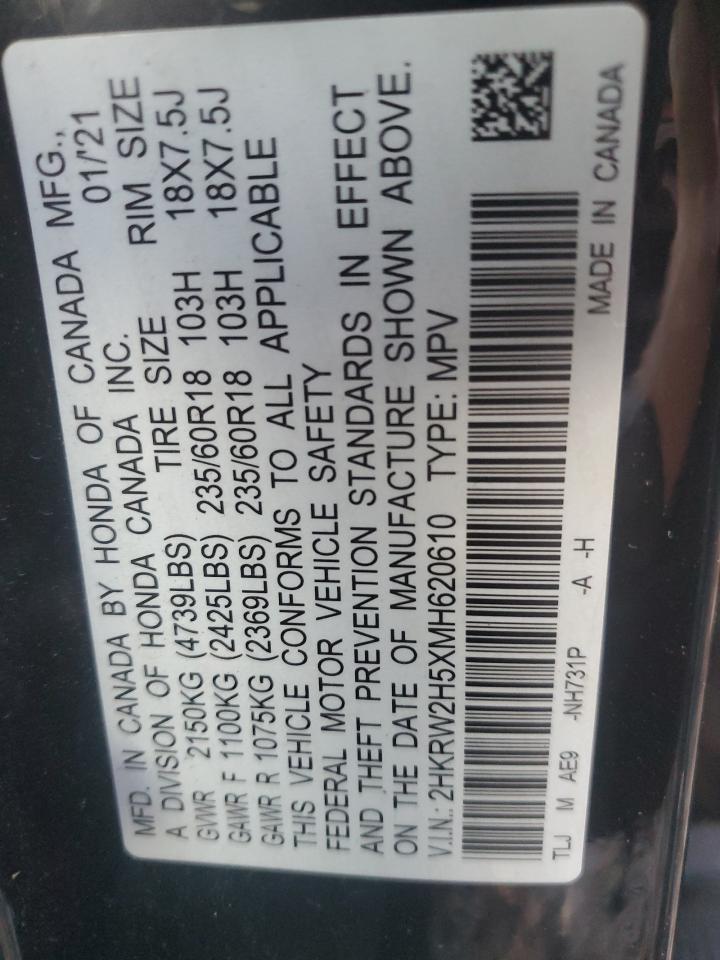 MFD. IN CANADA BY HONDA OF CANADA MFG.,
A DIVISION OF HONDA CANADA INC. 01/'21
TIRE SIZE RIM SIZE
GVWR 2150KG (4739LBS)
GAWR F 1100KG (2425LBS) 235/60R18 103H 18X7.5J
GAWR R 1075KG (2369LBS) 235/60R18 103H 18X7.5J
THIS VEHICLE CONFORMS TO ALL APPLICABLE
FEDERAL MOTOR VEHICLE SAFETY
AND THEFT PREVENTION STANDARDS IN EFFECT
ON THE DATE OF MANUFACTURE SHOWN ABOVE.
V.I.N.: 2HKRW2H5XMH620610 TYPE: MPV
TLJ M AE9 -NH731P -A -H
MADE IN CANADA